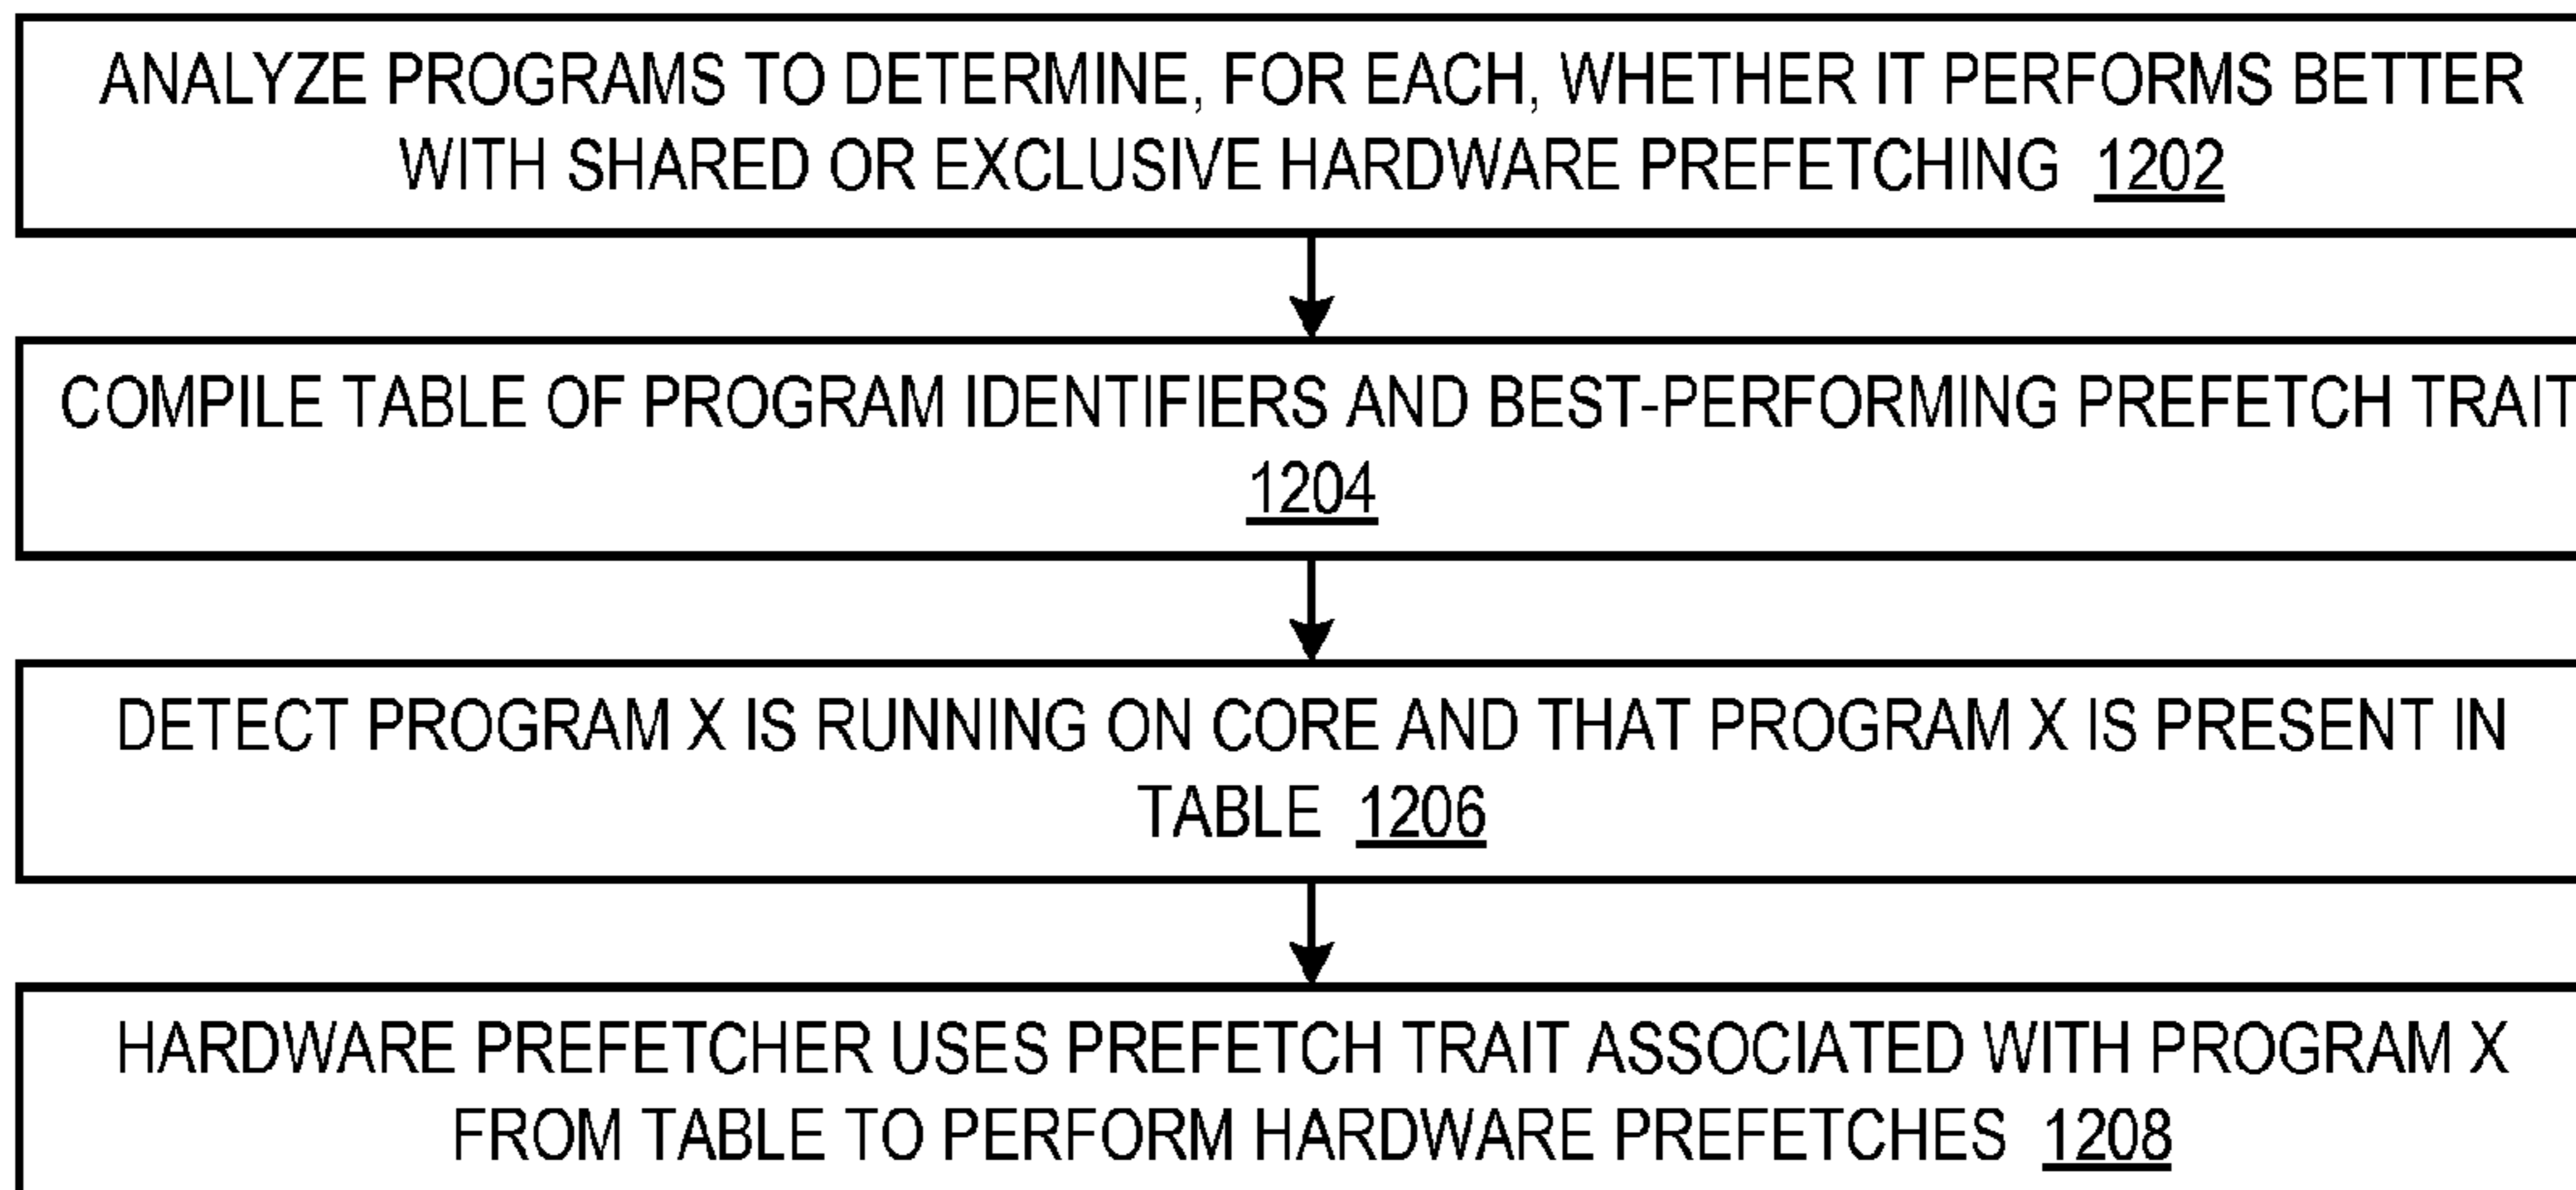 ANALYZE PROGRAMS TO DETERMINE, FOR EACH, WHETHER IT PERFORMS BETTER
WITH SHARED OR EXCLUSIVE HARDWARE PREFETCHING 1202
COMPILE TABLE OF PROGRAM IDENTIFIERS AND BEST-PERFORMING PREFETCH TRAIT
1204
DETECT PROGRAM X IS RUNNING ON CORE AND THAT PROGRAM X IS PRESENT IN
TABLE 1206
HARDWARE PREFETCHER USES PREFETCH TRAIT ASSOCIATED WITH PROGRAM X
FROM TABLE TO PERFORM HARDWARE PREFETCHES 1208